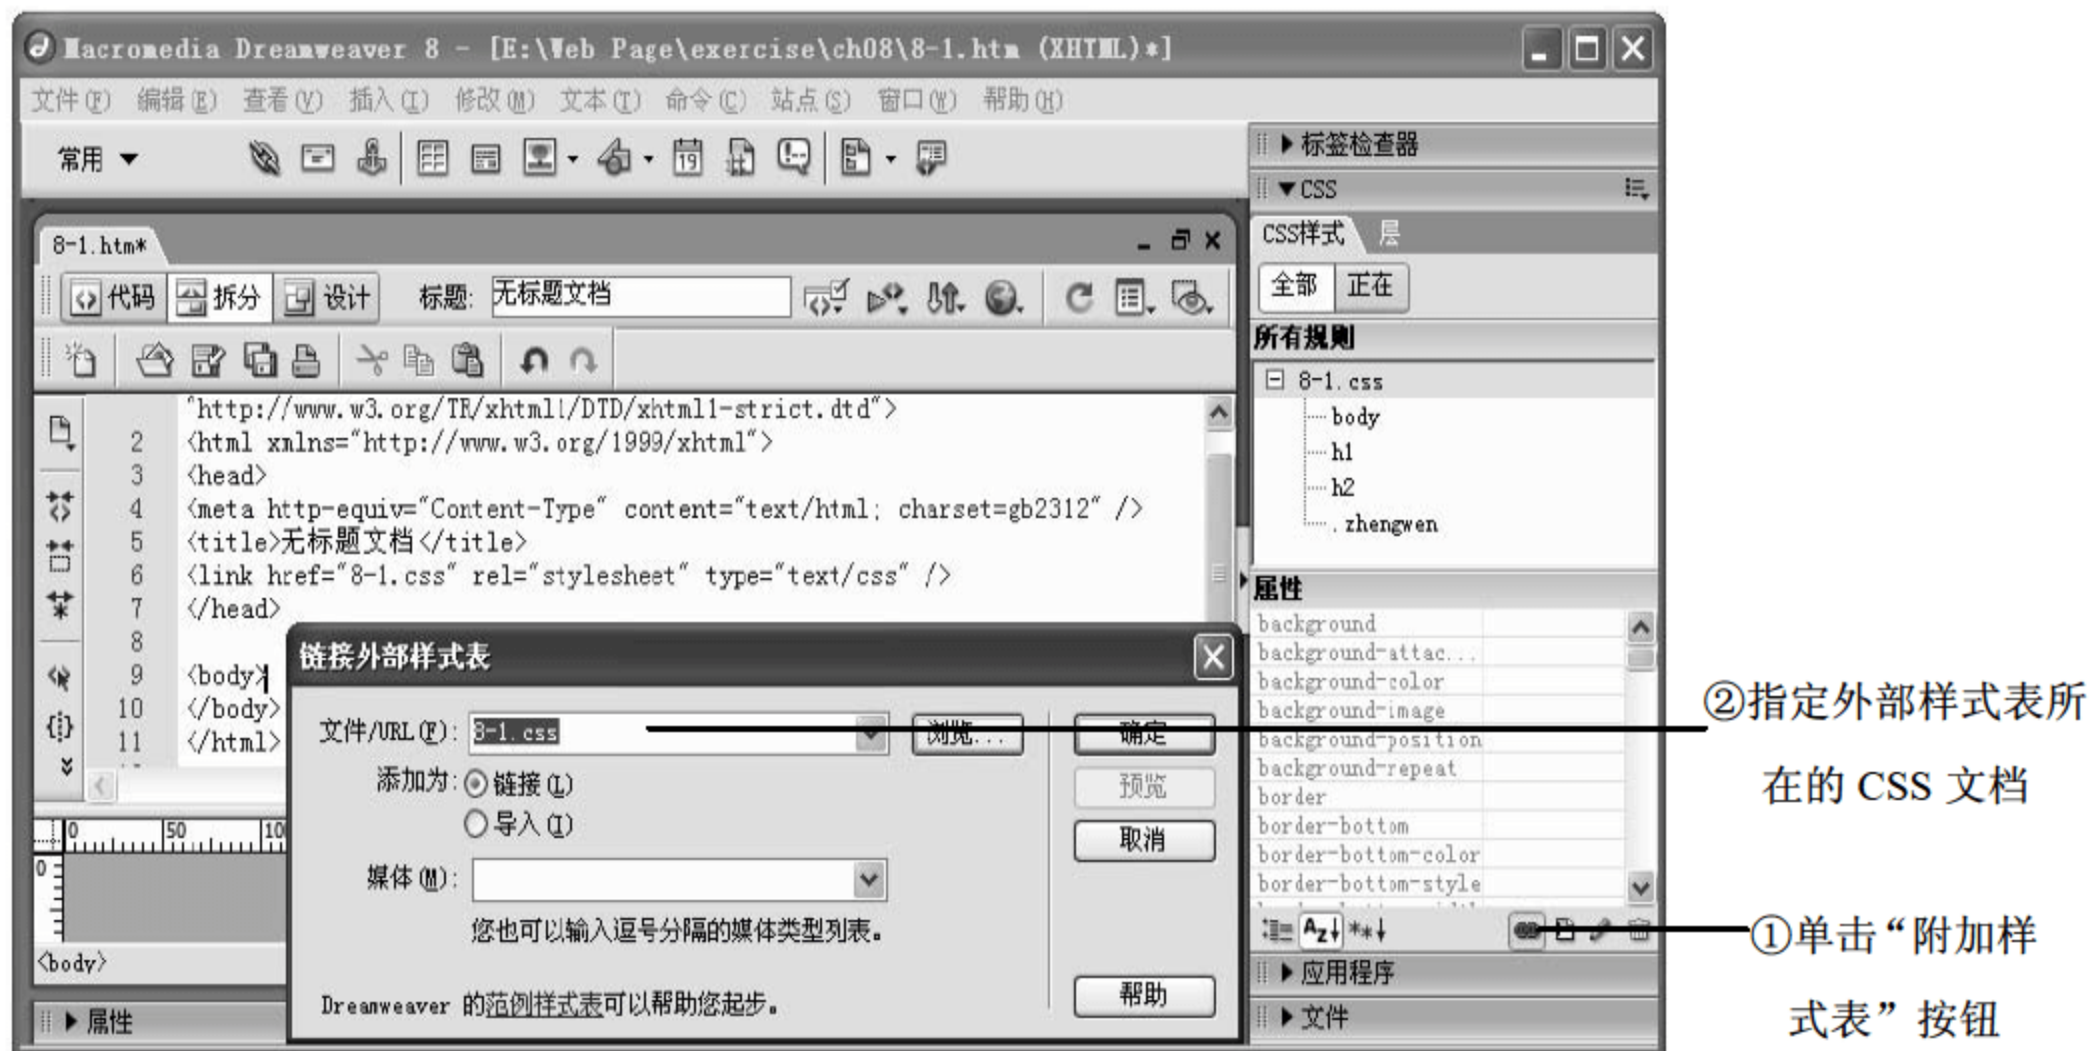 Macromedia Dreamweaver 8 - [E:\Web Page\exercise\ch08\8-1.htm (XHTML)*]
文件(F) 编辑(E) 查看(V) 插入(I) 修改(M) 文本(T) 命令(C) 站点(S) 窗口(W) 帮助(H)
常用
8-1.htm*
代码 拆分 设计 标题: 无标题文档
"http://www.w3.org/TR/xhtml1/DTD/xhtml1-strict.dtd">
2 <html xmlns="http://www.w3.org/1999/xhtml">
3 <head>
4 <meta http-equiv="Content-Type" content="text/html; charset=gb2312" />
5 <title>无标题文档</title>
6 <link href="8-1.css" rel="stylesheet" type="text/css" />
7 </head>
8
9 <body>
10 </body>
11 </html>
0 50
0
<body>
属性
链接外部样式表
文件/URL(F): 8-1.css 浏览... 确定
添加为: 链接(L) 预览
导入(I) 取消
媒体(M):
您也可以输入逗号分隔的媒体类型列表。
Dreamweaver 的范例样式表可以帮助您起步。 帮助
标签检查器
CSS
CSS样式 层
全部 正在
所有规则
8-1.css
body
h1
h2
.zhengwen
属性
background
background-attac...
background-color
background-image
background-position
background-repeat
border
border-bottom
border-bottom-color
border-bottom-style
应用程序
文件
②指定外部样式表所
在的 CSS 文档
①单击“附加样
式表”按钮